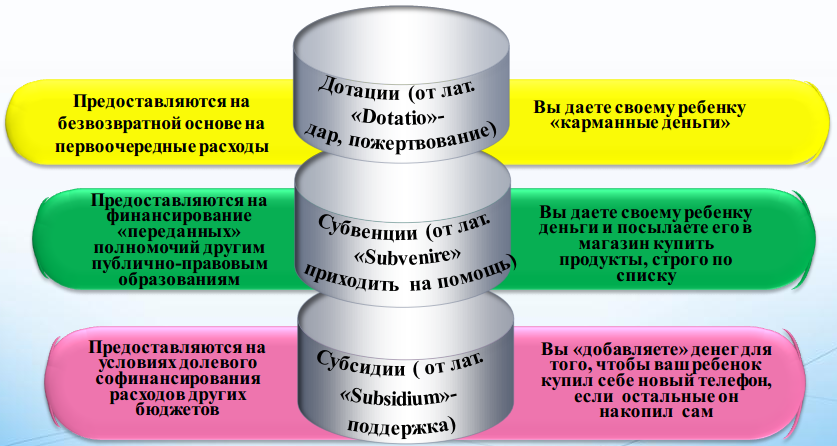 Предоставляются на
безвозвратной основе на
первоочередные расходы
Дотации (от лат.
«Dotatio»-
дар, пожертвование)
Вы даете своему ребенку
«карманные деньги»
Предоставляются на
финансирование
«переданных»
полномочий другим
публично-правовым
образованиям
Субвенции (от лат.
«Subvenire»
приходить на помощь)
Вы даете своему ребенку
деньги и посылаете его в
магазин купить
продукты, строго по
списку
Предоставляются на
условиях долевого
софинансирования
расходов других
бюджетов
Субсидии ( от лат.
«Subsidium»-
поддержка)
Вы «добавляете» денег для
того, чтобы ваш ребенок
купил себе новый телефон,
если остальные он
накопил сам